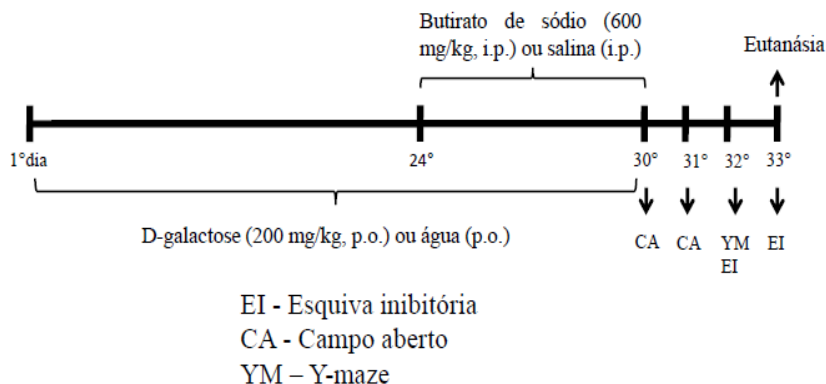 Butirato de sódio (600
mg/kg, i.p.) ou salina (i.p.)
Eutanásia
1°dia
24°
30°
31°
32°
33°
D-galactose (200 mg/kg, p.o.) ou água (p.o.)
CA
CA
YM
EI
EI
EI - Esquiva inibitória
CA - Campo aberto
YM – Y-maze